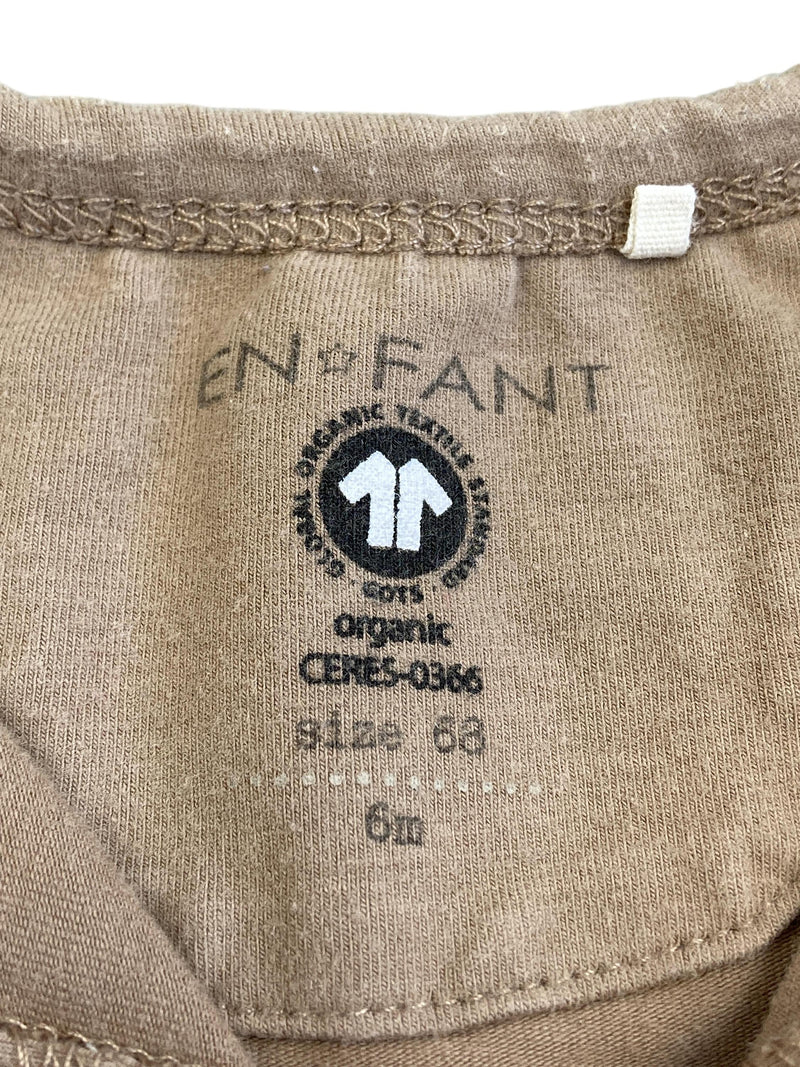 EN☆FANT
GLOBAL ORGANIC TEXTILE STANDARD · GOTS ·
organic
CERES-0366
size 68
6m